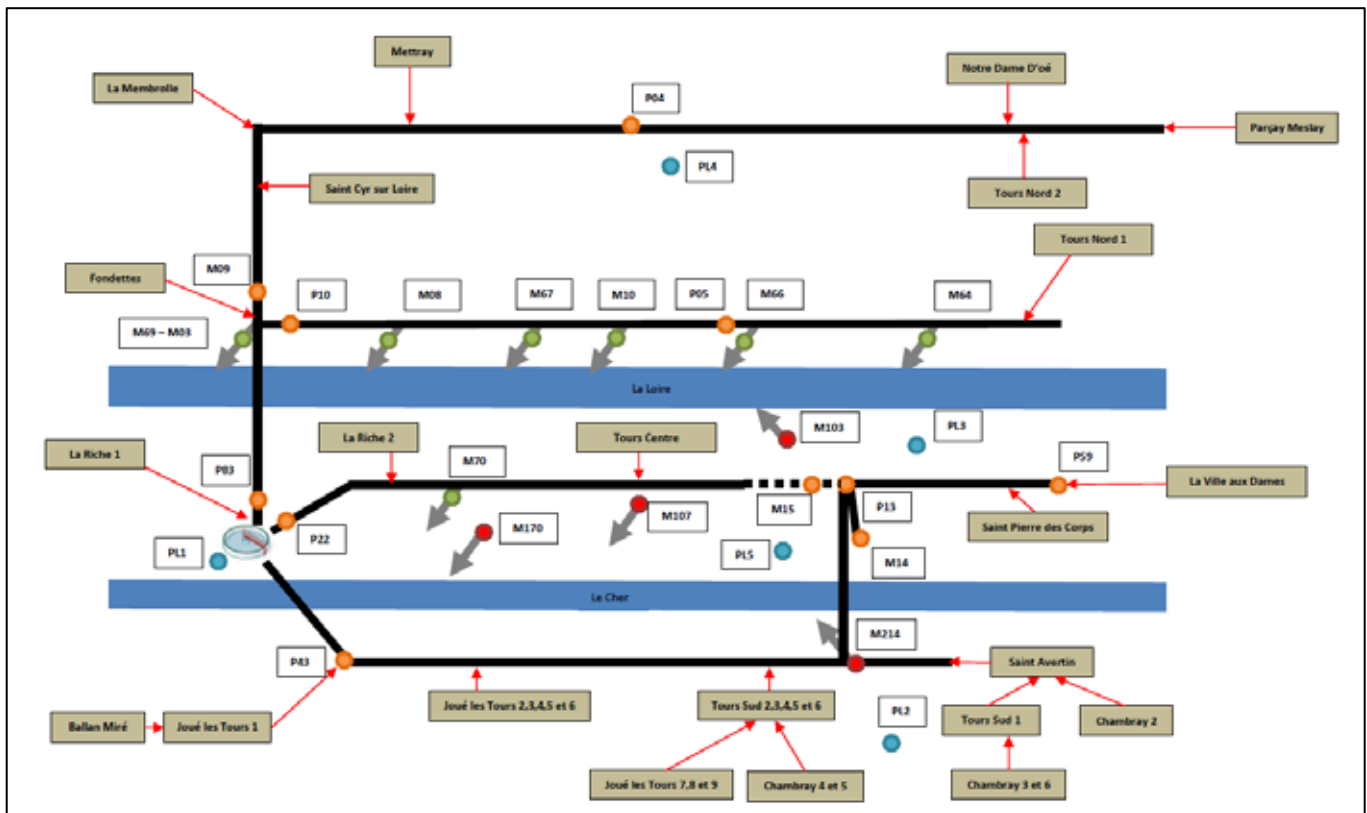 Mettray
Notre Dame D'oé
La Membrolle
P04
Parçay Meslay
PL4
Saint Cyr sur Loire
Tours Nord 2
Tours Nord 1
M09
Fondettes
P10
M08
M67
M10
P05
M66
M64
M69 – M03
La Loire
La Riche 2
Tours Centre
M103
PL3
La Riche 1
P83
M70
P59
La Ville aux Dames
M15
P13
Saint Pierre des Corps
P22
M170
M107
PL1
PL5
M14
Le Cher
M214
P43
Saint Avertin
Joué les Tours 2,3,4,5 et 6
Tours Sud 2,3,4,5 et 6
PL2
Ballan Miré
Joué les Tours 1
Tours Sud 1
Chambray 2
Joué les Tours 7,8 et 9
Chambray 4 et 5
Chambray 3 et 6